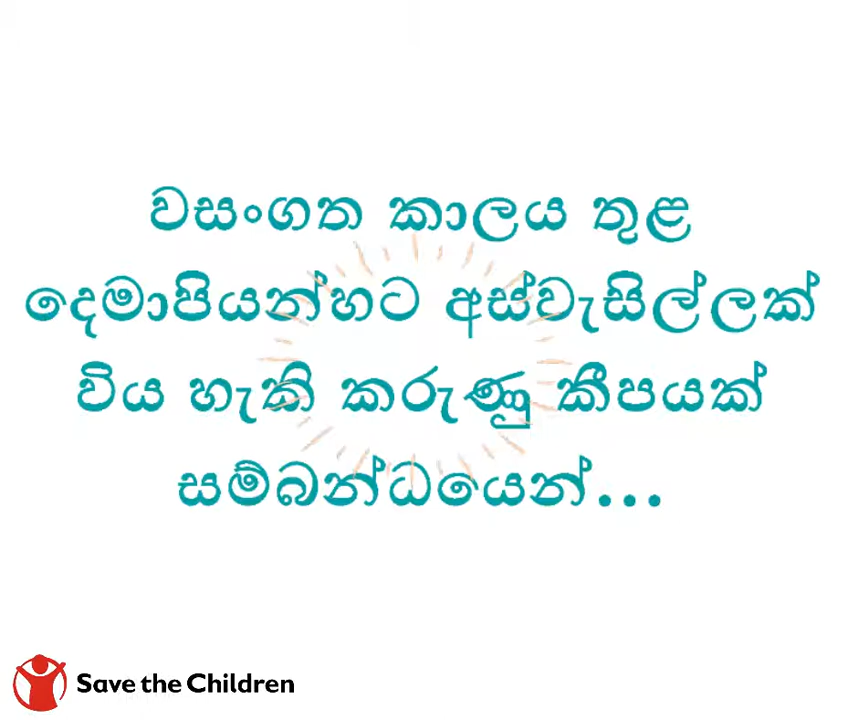 වසංගත කාලය තුළ
දෙමාපියන්හට අස්වැසිල්ලක්
විය හැකි කරුණු කීපයක්
සම්බන්ධයෙන්...
Save the Children